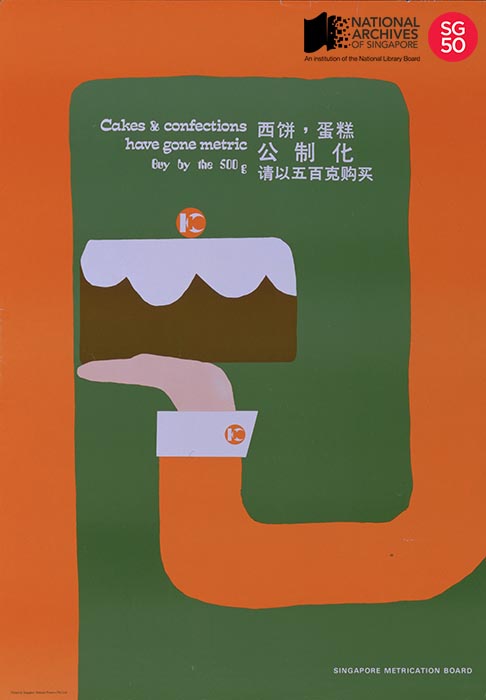 NATIONAL
ARCHIVES
OF SINGAPORE
An institution of the National Library Board
SG
50
Cakes & confections
have gone metric
Buy by the 500 g
西饼，蛋糕
公制化
请以五百克购买
SINGAPORE METRICATION BOARD